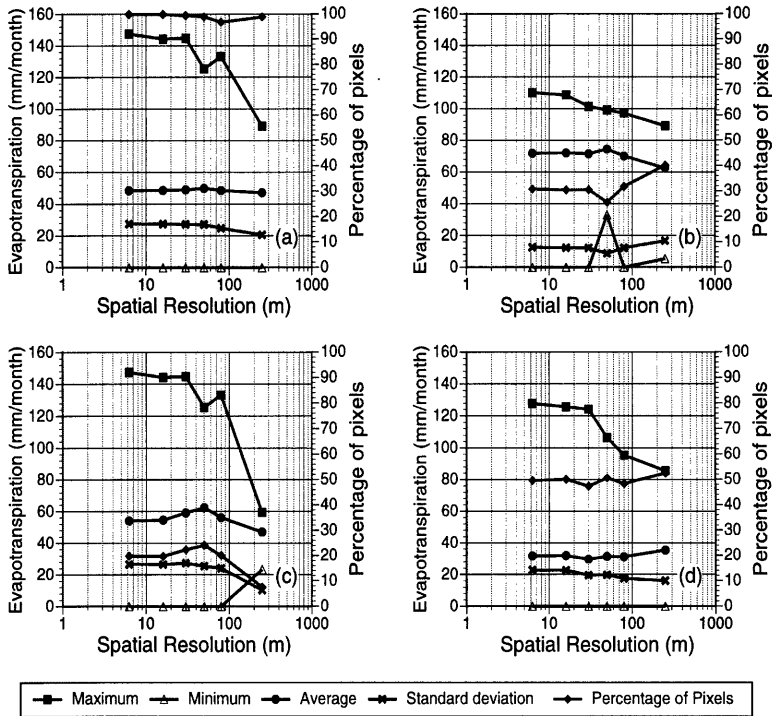 160 100
140 90
120 80
100 70
80 60
60 50
40 40
20 30
0 20
10
0
Evapotranspiration (mm/month)
Percentage of pixels
(a)
1 10 100 1000
Spatial Resolution (m)
160 100
140 90
120 80
100 70
80 60
60 50
40 40
20 30
0 20
10
0
Evapotranspiration (mm/month)
Percentage of pixels
(b)
1 10 100 1000
Spatial Resolution (m)
160 100
140 90
120 80
100 70
80 60
60 50
40 40
20 30
0 20
10
0
Evapotranspiration (mm/month)
Percentage of pixels
(c)
1 10 100 1000
Spatial Resolution (m)
160 100
140 90
120 80
100 70
80 60
60 50
40 40
20 30
0 20
10
0
Evapotranspiration (mm/month)
Percentage of pixels
(d)
1 10 100 1000
Spatial Resolution (m)
Maximum Minimum Average Standard deviation Percentage of Pixels